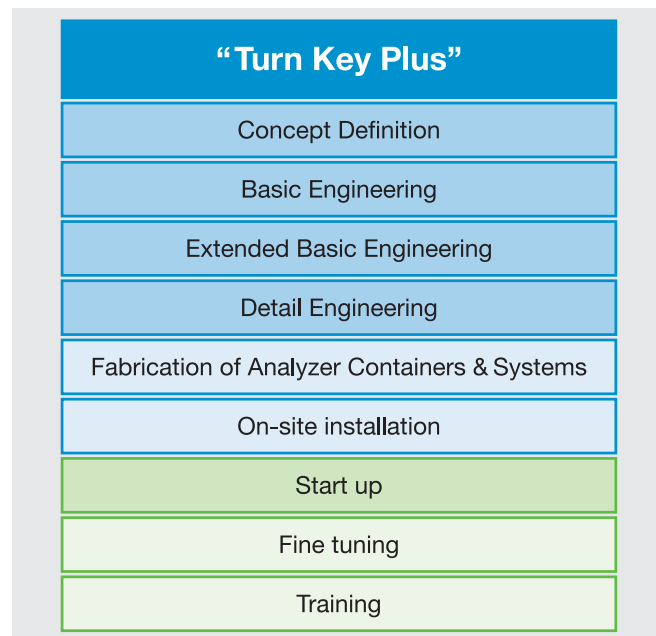 “Turn Key Plus”
Concept Definition
Basic Engineering
Extended Basic Engineering
Detail Engineering
Fabrication of Analyzer Containers & Systems
On-site installation
Start up
Fine tuning
Training